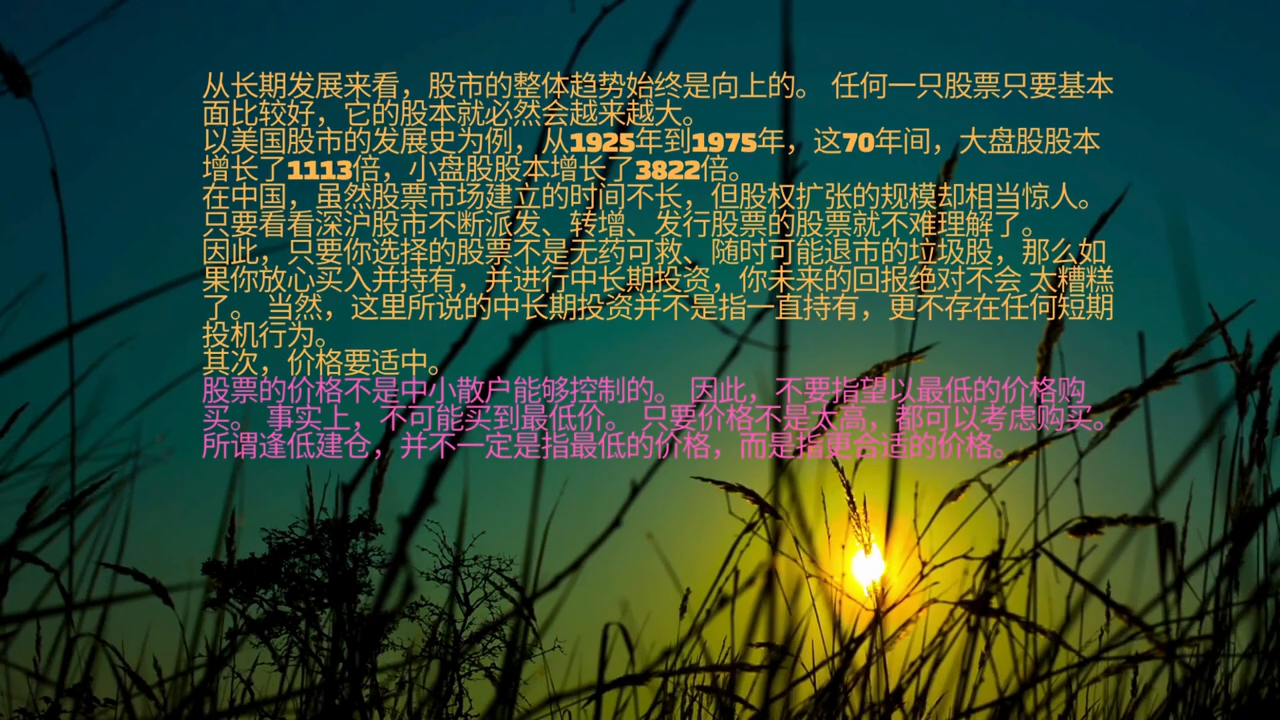 从长期发展来看，股市的整体趋势始终是向上的。 任何一只股票只要基本
面比较好，它的股本就必然会越来越大。
以美国股市的发展史为例，从1925年到1975年，这70年间，大盘股股本
增长了1113倍，小盘股股本增长了3822倍。
在中国，虽然股票市场建立的时间不长，但股权扩张的规模却相当惊人。
只要看看深沪股市不断派发、转增、发行股票的股票就不难理解了。
因此，只要你选择的股票不是无药可救、随时可能退市的垃圾股，那么如
果你放心买入并持有，并进行中长期投资，你未来的回报绝对不会 太糟糕
了。 当然，这里所说的中长期投资并不是指一直持有，更不存在任何短期
投机行为。
其次，价格要适中。
股票的价格不是中小散户能够控制的。 因此，不要指望以最低的价格购
买。 事实上，不可能买到最低价。 只要价格不是太高，都可以考虑购买。
所谓逢低建仓，并不一定是指最低的价格，而是指更合适的价格。